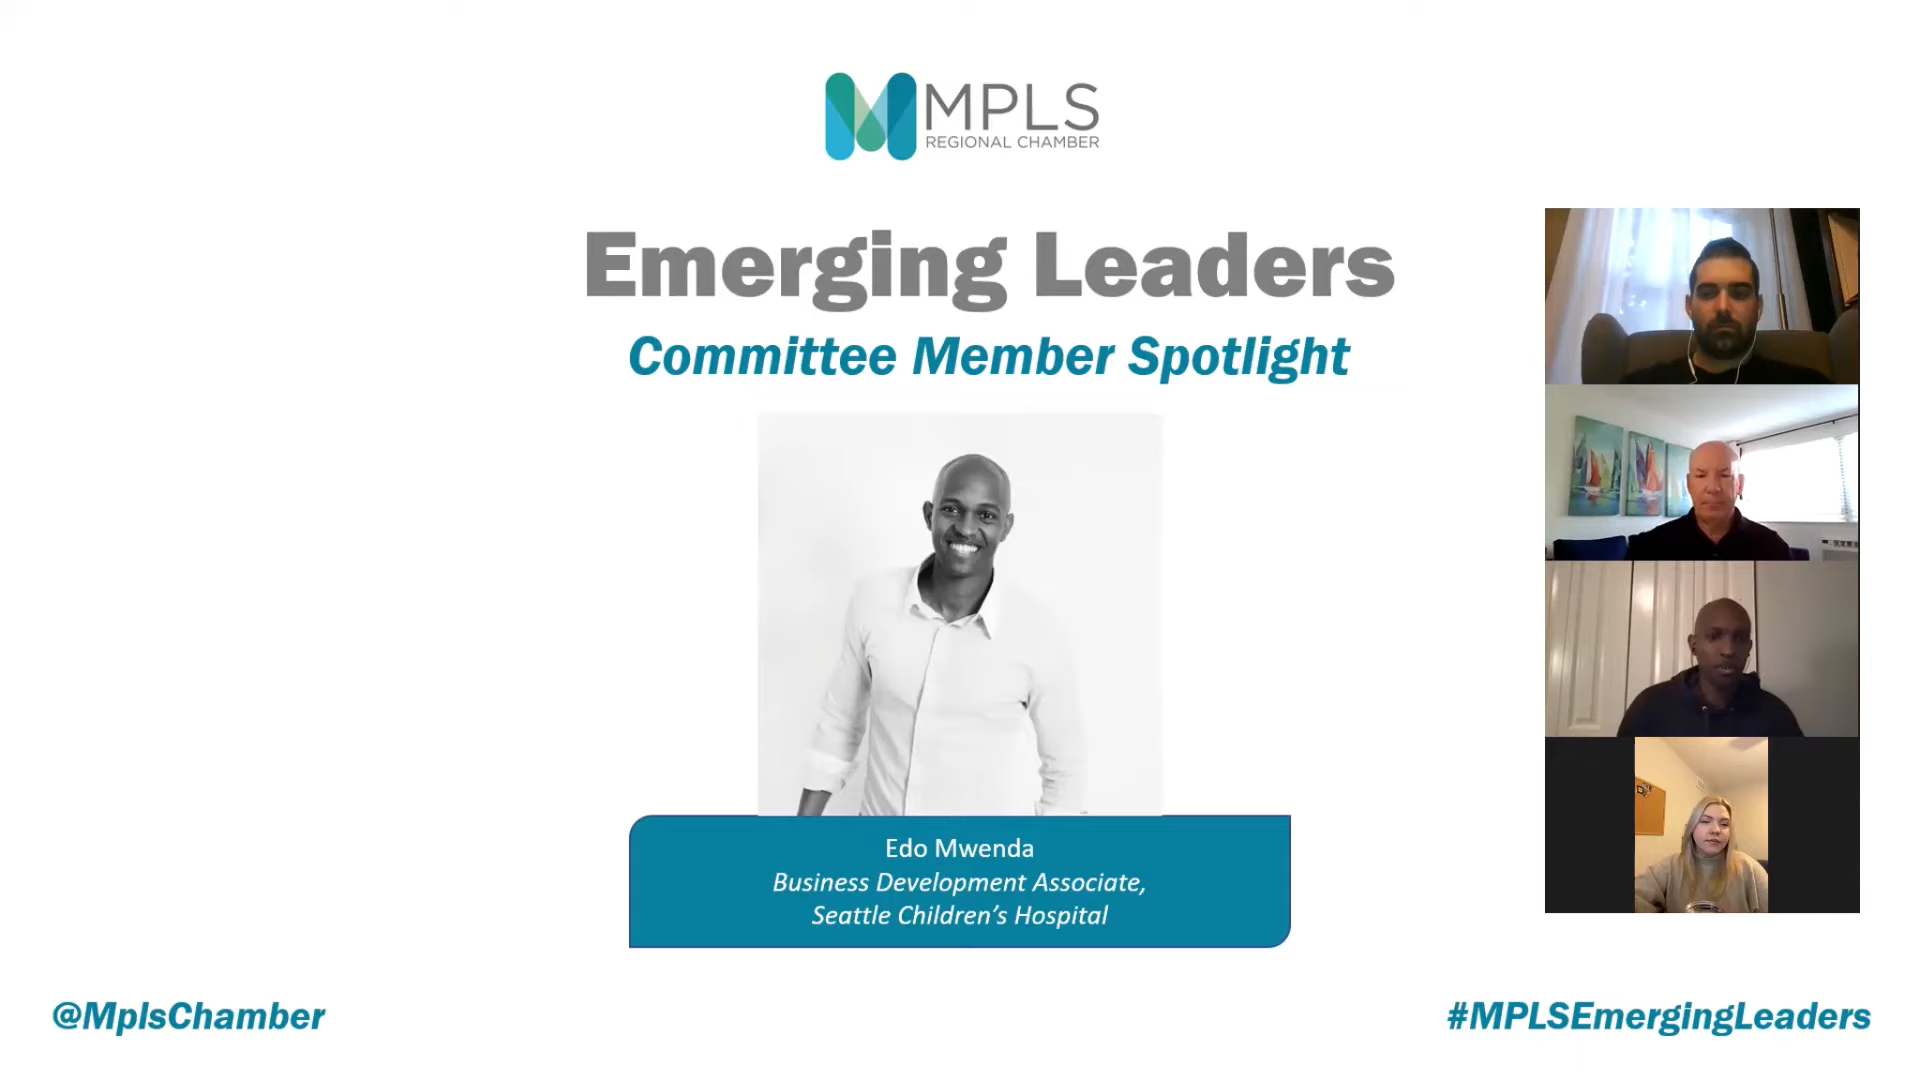 MPLS
REGIONAL CHAMBER
Emerging Leaders
Committee Member Spotlight
Edo Mwenda
Business Development Associate,
Seattle Children's Hospital
@MplsChamber
#MPLSEmergingLeaders